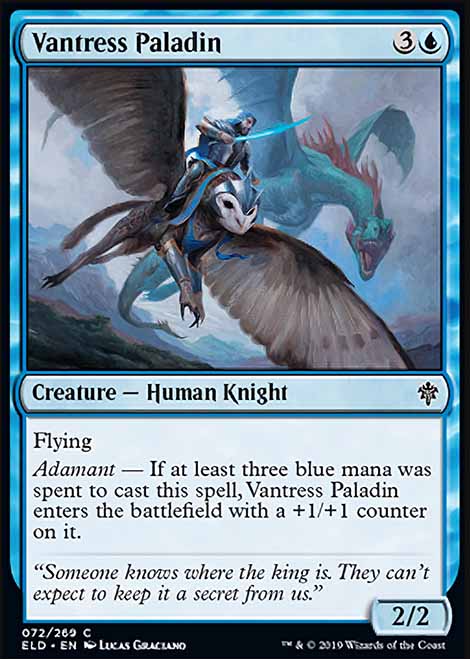 Vantress Paladin 3
Creature — Human Knight
Flying
Adamant — If at least three blue mana was
spent to cast this spell, Vantress Paladin
enters the battlefield with a +1/+1 counter
on it.
“Someone knows where the king is. They can’t
expect to keep it a secret from us.”
2/2
072/269 C
ELD • EN Lucas Graciano ™ & © 2019 Wizards of the Coast